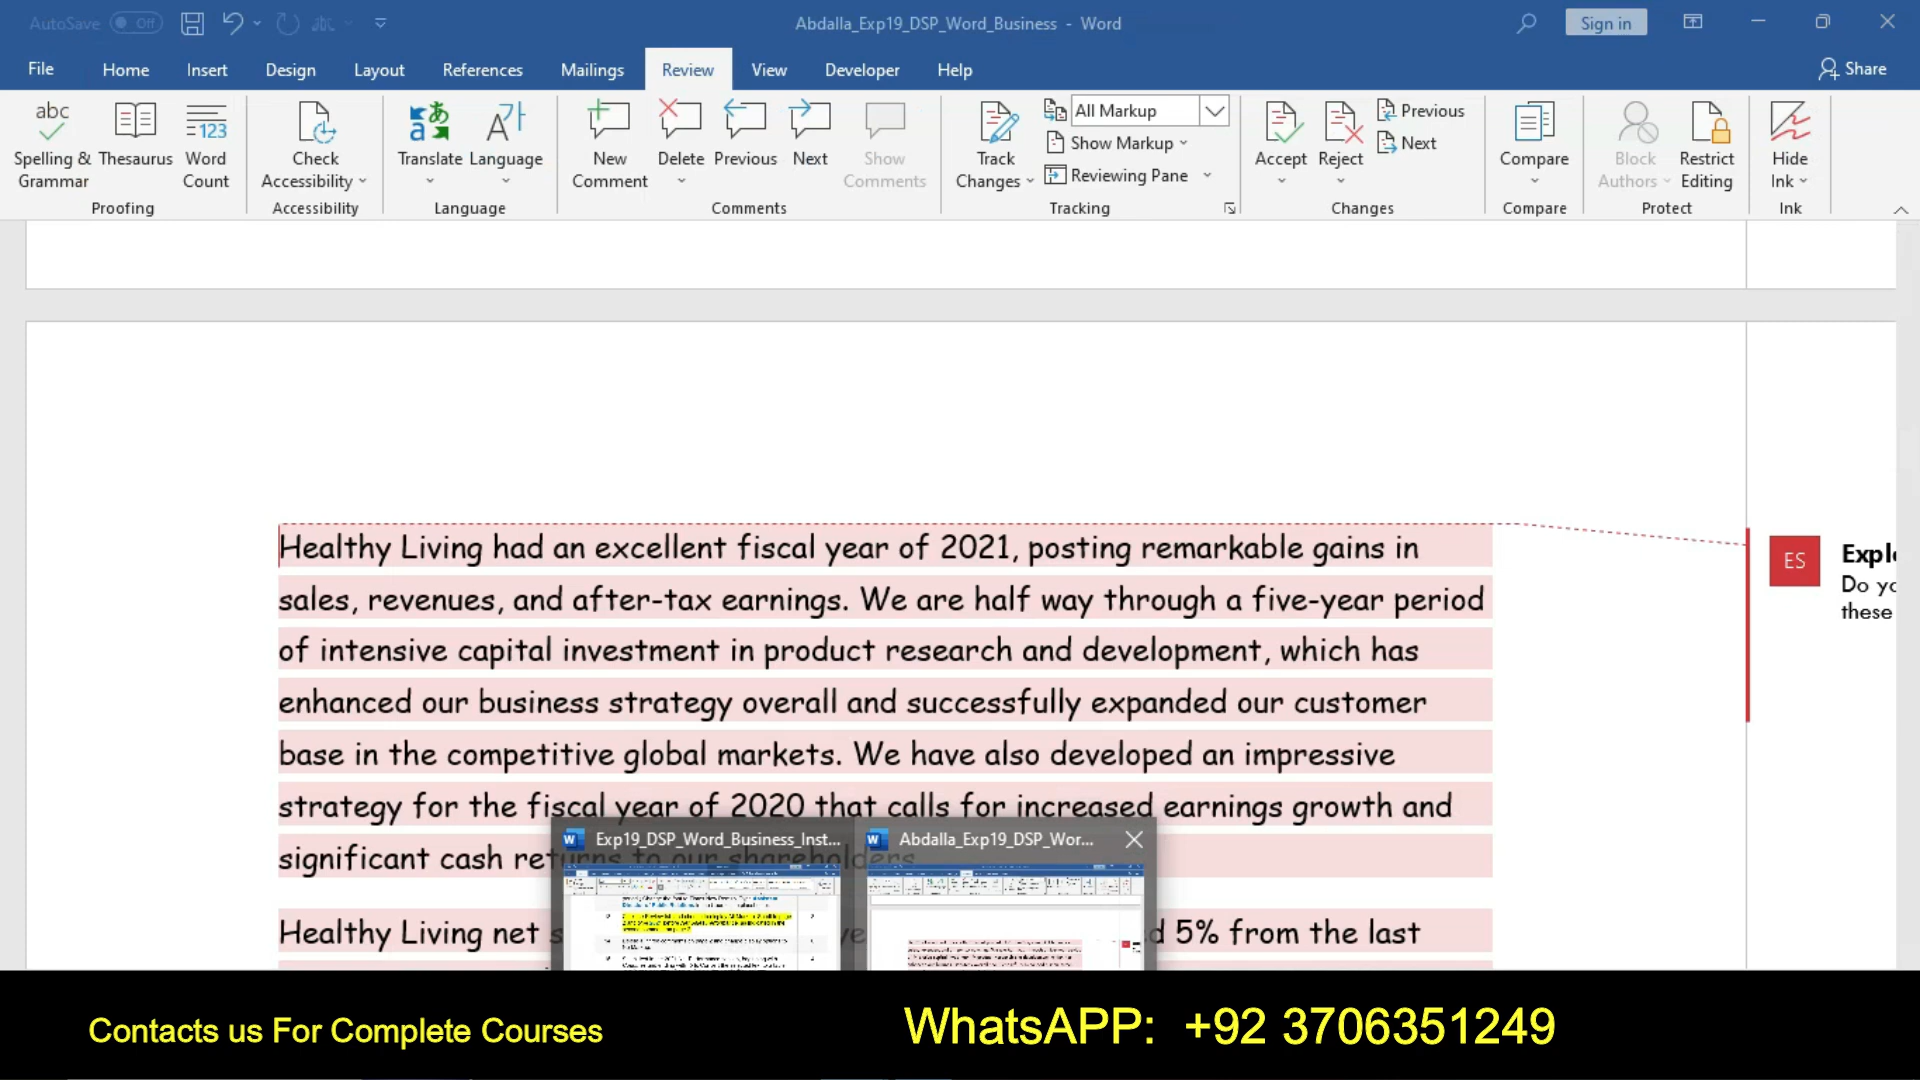 AutoSave Off
Abdalla_Exp19_DSP_Word_Business - Word
Sign in
File Home Insert Design Layout References Mailings Review View Developer Help
Share
abc
Spelling & Grammar
Thesaurus
123
Word Count
Proofing
Check Accessibility
Accessibility
Translate
Language
Language
New Comment
Delete
Previous
Next
Show Comments
Comments
Track Changes
All Markup
Show Markup
Reviewing Pane
Tracking
Accept
Reject
Previous
Next
Changes
Compare
Compare
Block Authors
Restrict Editing
Protect
Hide Ink
Ink
Healthy Living had an excellent fiscal year of 2021, posting remarkable gains in
sales, revenues, and after-tax earnings. We are half way through a five-year period
of intensive capital investment in product research and development, which has
enhanced our business strategy overall and successfully expanded our customer
base in the competitive global markets. We have also developed an impressive
strategy for the fiscal year of 2020 that calls for increased earnings growth and
significant cash returns to our shareholders
ES
Expl
Do yo
these
Exp19_DSP_Word_Business_Inst...
Abdalla_Exp19_DSP_Wor...
Healthy Living net
5% from the last
Contacts us For Complete Courses
WhatsAPP: +92 3706351249